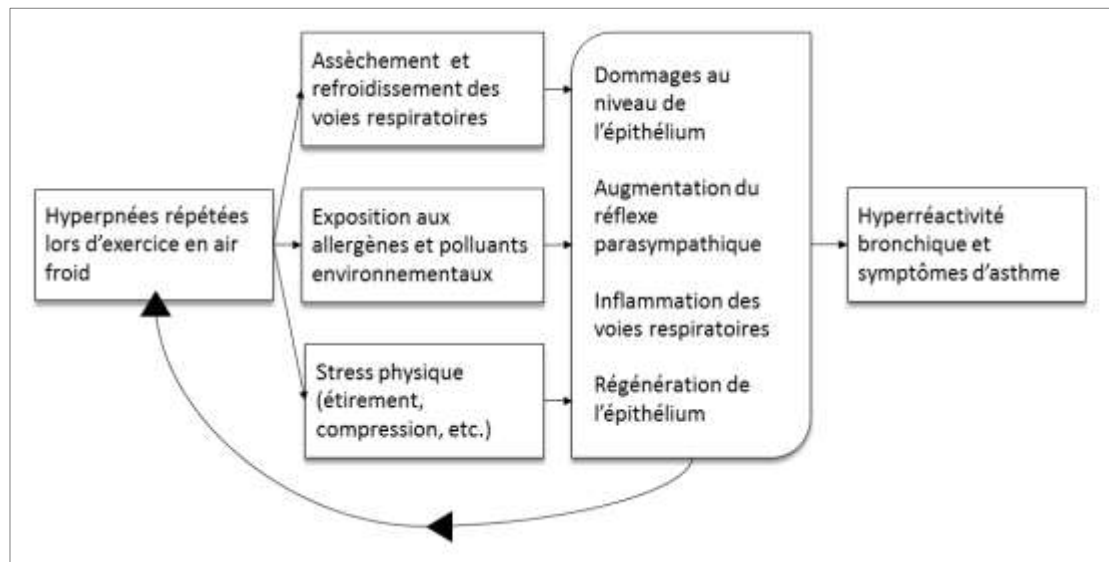 Hyperpnées répétées
lors d'exercice en air
froid
Assèchement et
refroidissement des
voies respiratoires
Exposition aux
allergènes et polluants
environnementaux
Stress physique
(étirement,
compression, etc.)
Dommages au
niveau de
l'épithélium
Augmentation du
réflexe
parasympathique
Inflammation des
voies respiratoires
Régénération de
l'épithélium
Hyperréactivité
bronchique et
symptômes d'asthme